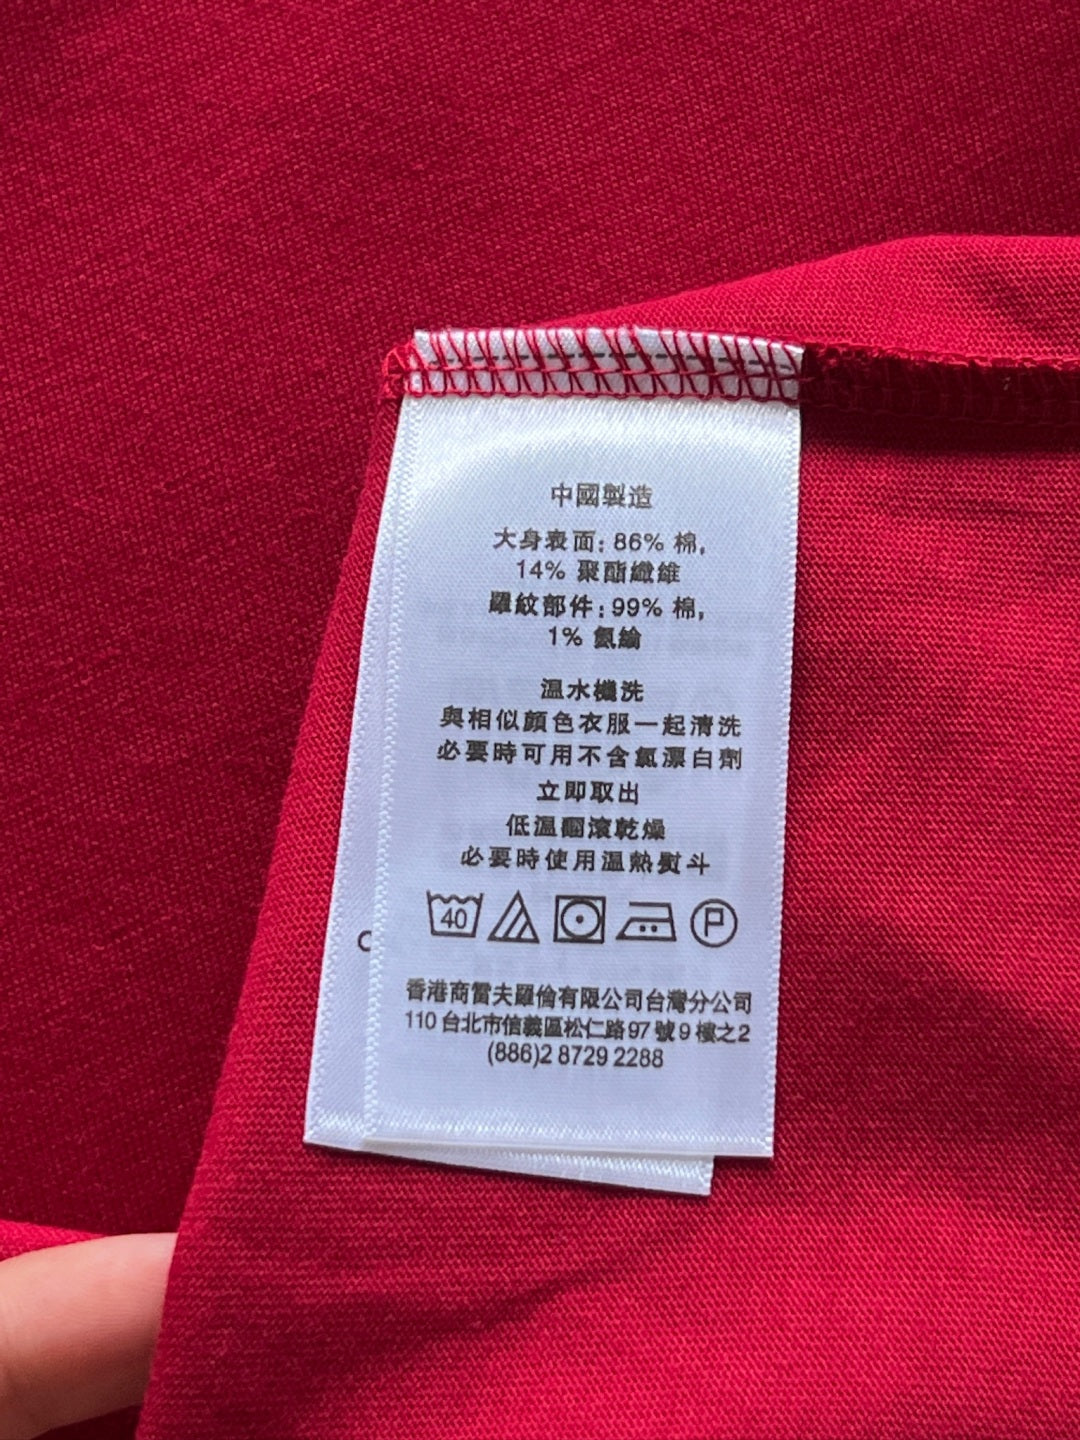 中國製造
大身表面: 86% 棉,
14% 聚酯纖維
羅紋部件: 99% 棉,
1% 氨綸
溫水機洗
與相似顏色衣服一起清洗
必要時可用不含氯漂白劑
立即取出
低溫翻滾乾燥
必要時使用溫熱熨斗
40
P
香港商雷夫羅倫有限公司台灣分公司
110 台北市信義區松仁路97號9樓之2
(886)2 8729 2288